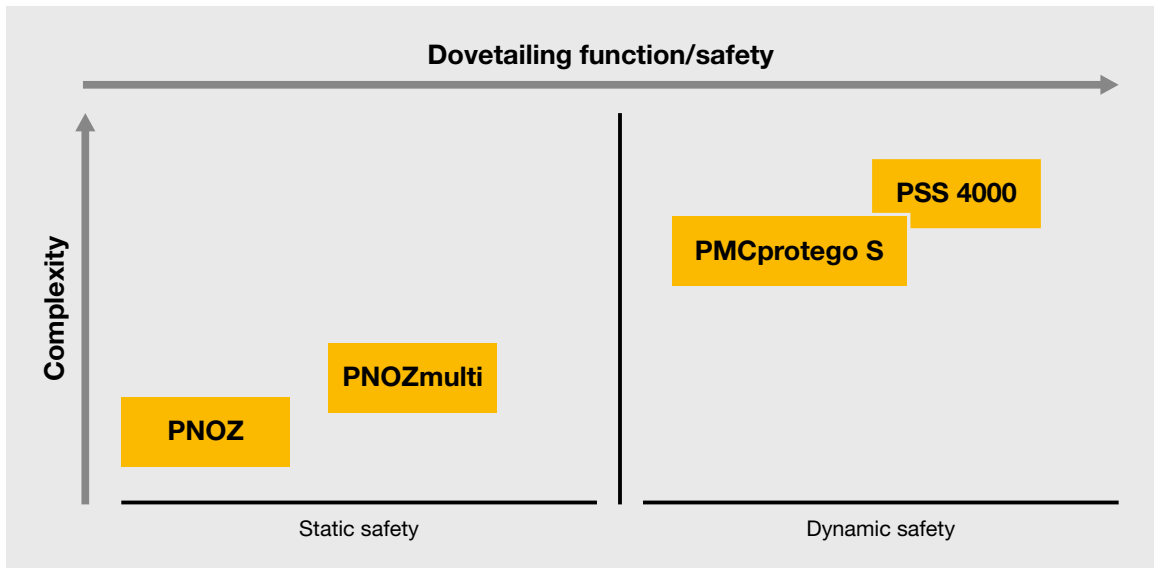 Dovetailing function/safety
Complexity
PSS 4000
PMCprotego S
PNOZmulti
PNOZ
Static safety
Dynamic safety